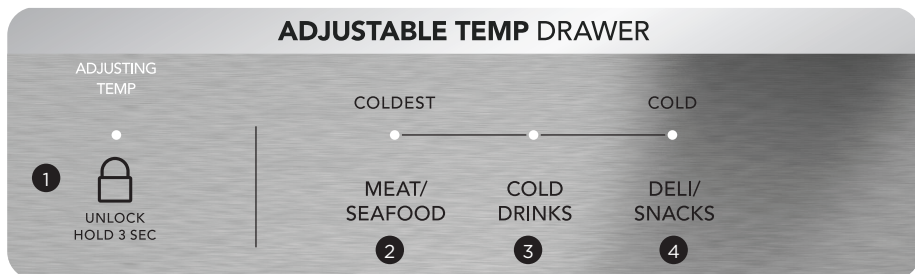 ADJUSTABLE TEMP DRAWER
ADJUSTING
TEMP
1
UNLOCK
HOLD 3 SEC
COLDEST
COLD
MEAT/
SEAFOOD
2
COLD
DRINKS
3
DELI/
SNACKS
4